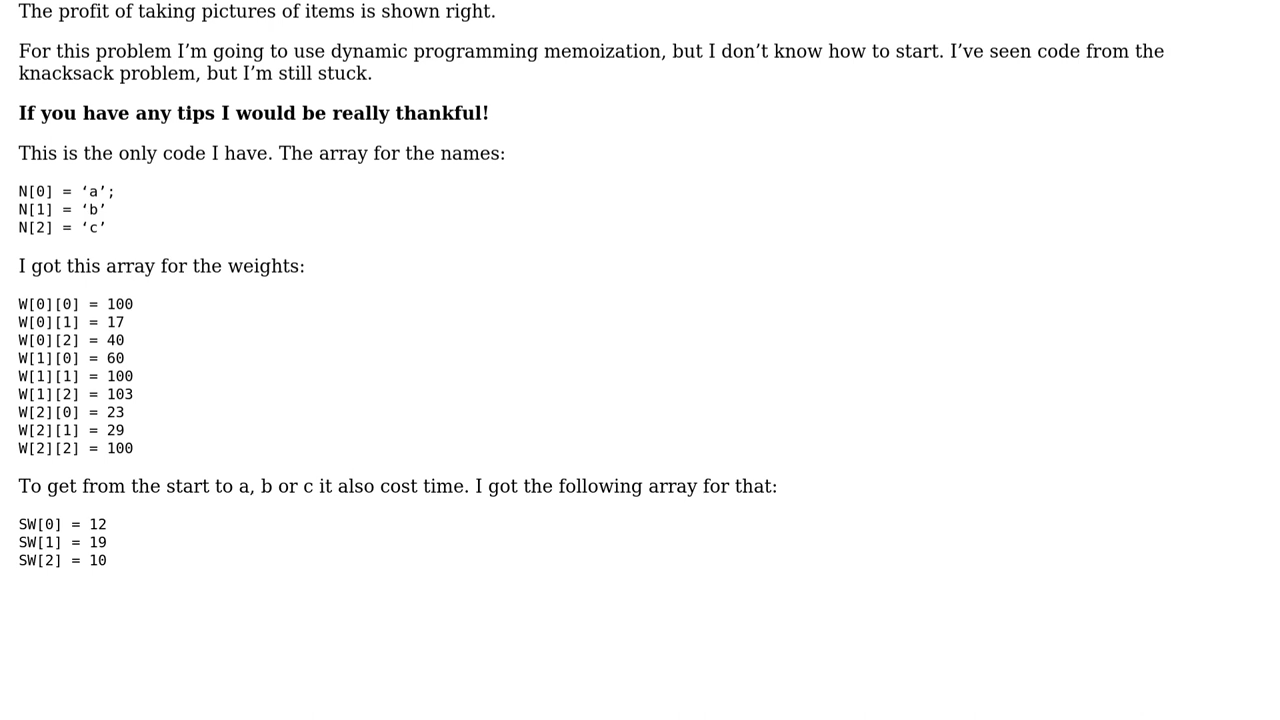 The profit of taking pictures of items is shown right.
For this problem I’m going to use dynamic programming memoization, but I don’t know how to start. I’ve seen code from the
knacksack problem, but I’m still stuck.
If you have any tips I would be really thankful!
This is the only code I have. The array for the names:
N[0] = ‘a’;
N[1] = ‘b’
N[2] = ‘c’
I got this array for the weights:
W[0][0] = 100
W[0][1] = 17
W[0][2] = 40
W[1][0] = 60
W[1][1] = 100
W[1][2] = 103
W[2][0] = 23
W[2][1] = 29
W[2][2] = 100
To get from the start to a, b or c it also cost time. I got the following array for that:
SW[0] = 12
SW[1] = 19
SW[2] = 10